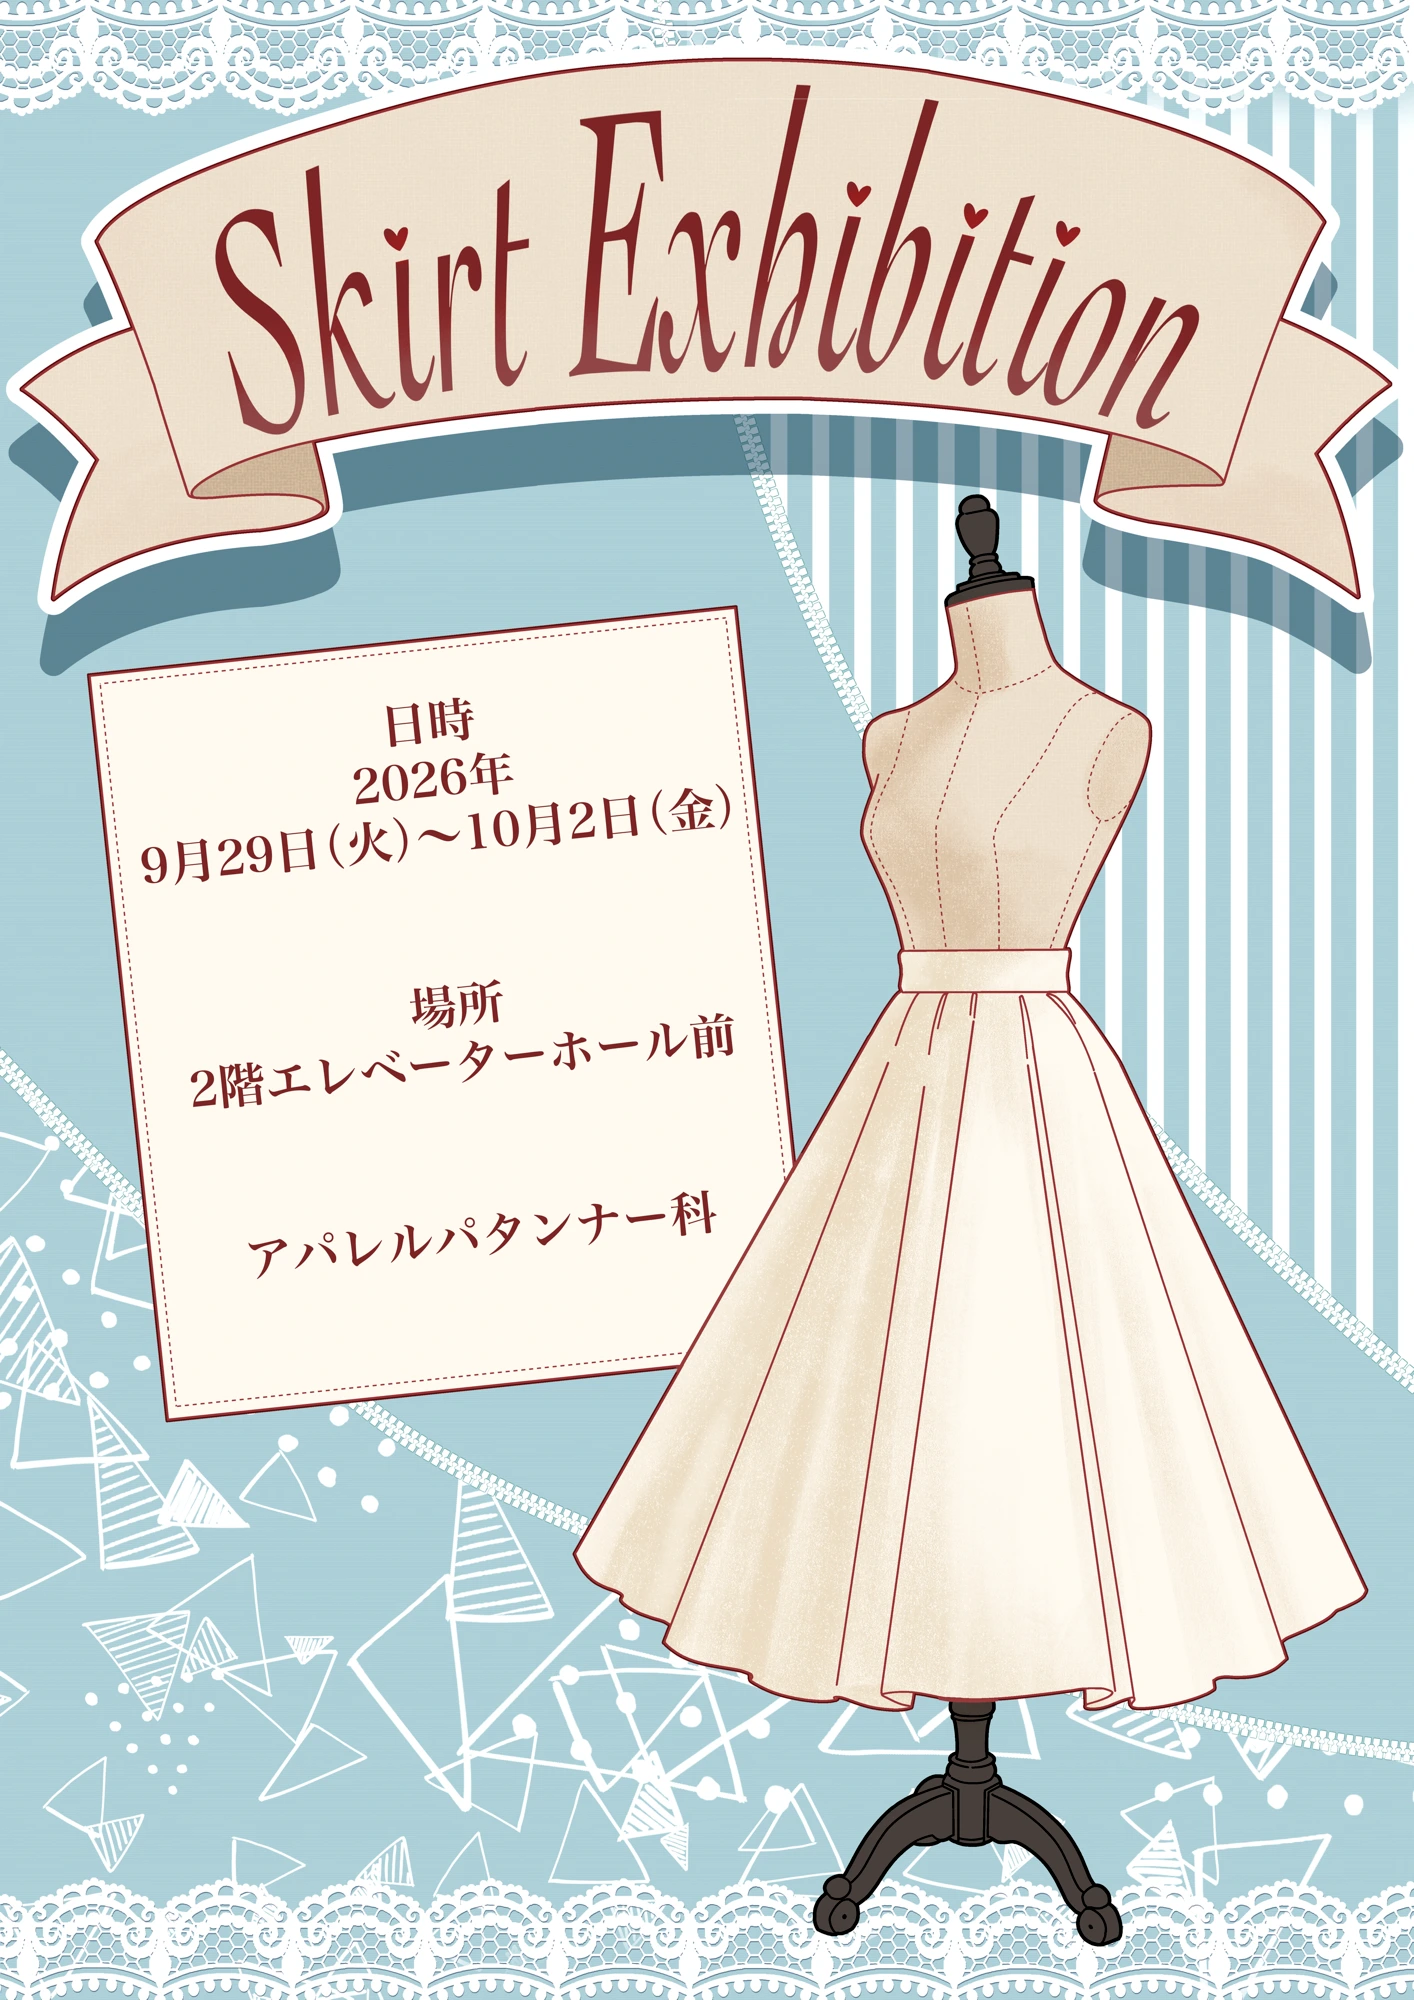 Skirt Exhibition
日時
2026年
9月29日(火)～10月2日(金)
場所
2階エレベーターホール前
アパレルパタンナー科